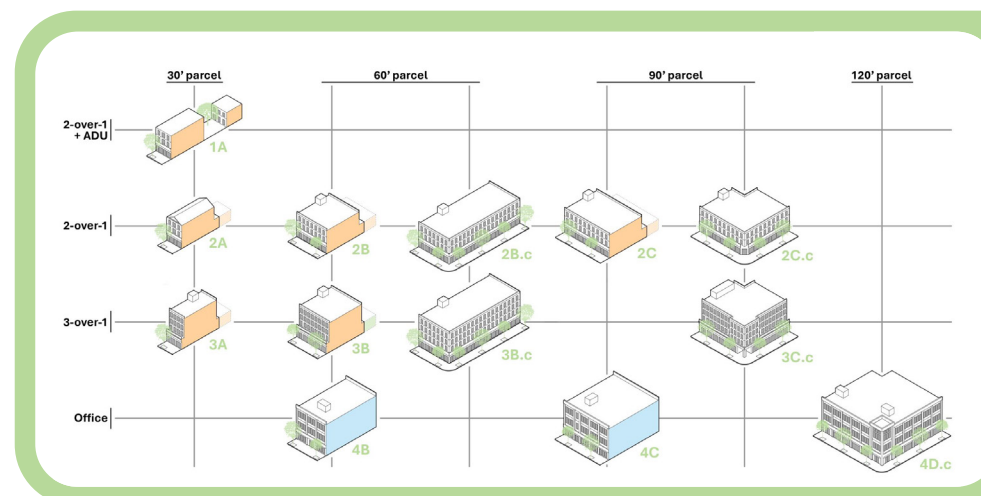 30’ parcel
60’ parcel
90’ parcel
120’ parcel
2-over-1
+ ADU
1A
2-over-1
2A
2B
2B.c
2C
2C.c
3-over-1
3A
3B
3B.c
3C.c
Office
4B
4C
4D.c